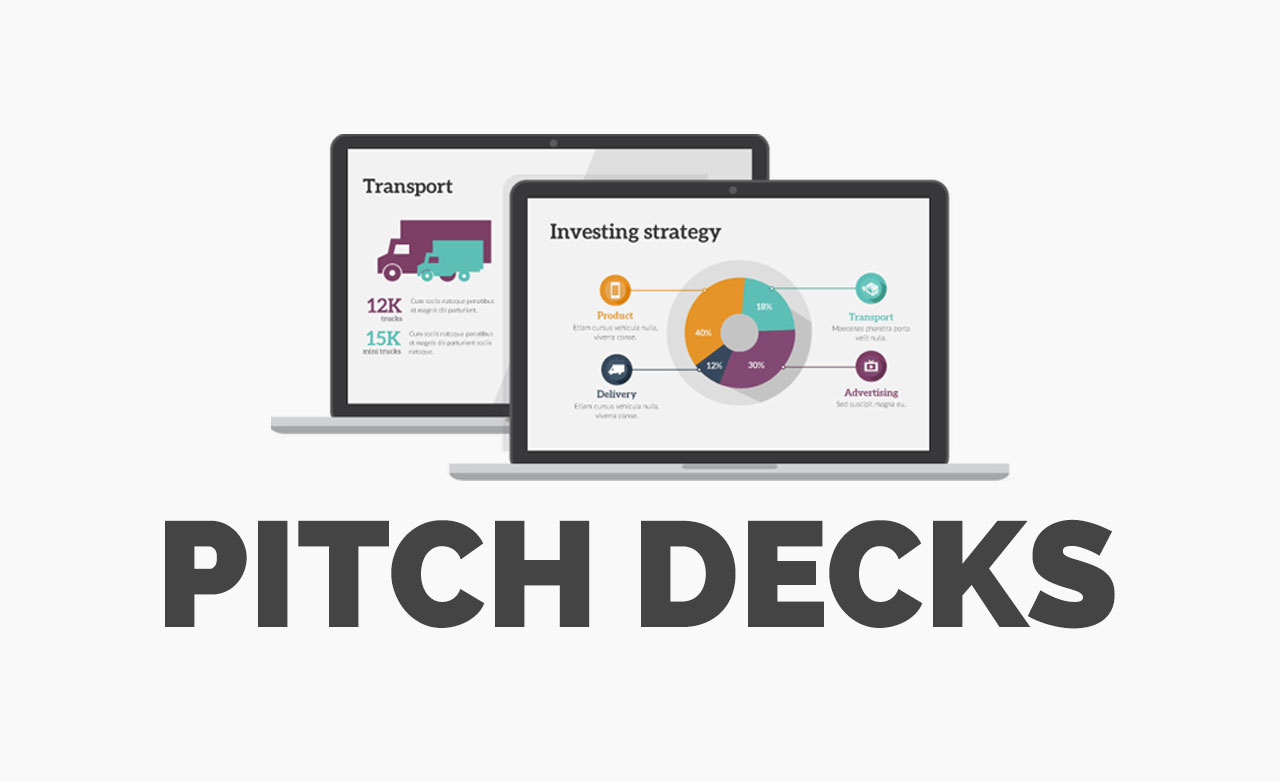 Transport
12K
trucks
Cum sociis natoque penatibus
et magnis dis parturient.
15K
mini trucks
Cum sociis natoque penatibus
et magnis dis parturient sociis
natoque.
Investing strategy
Product
Etiam cursus vehicula nulla,
viverra conse.
Delivery
Etiam cursus vehicula nulla,
viverra conse.
40%
18%
12%
30%
Transport
Maecenas pharetra porta
velit nulla.
Advertising
Sed suscipit magna eu.
PITCH DECKS